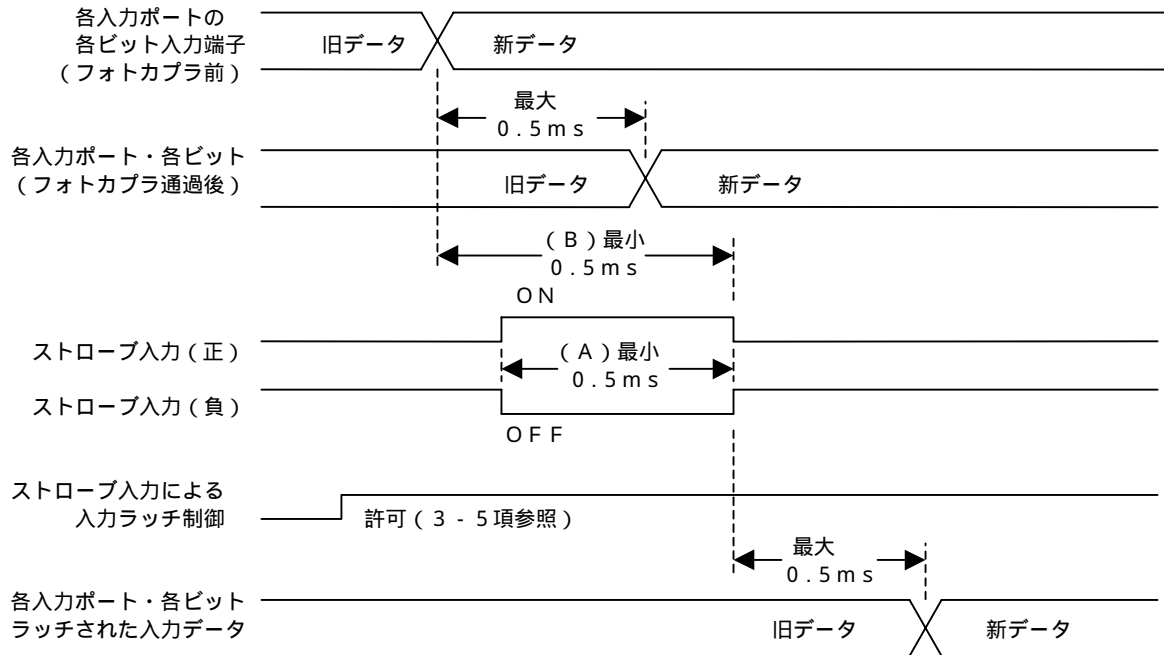 各入力ポートの
各ビット入力端子
（フォトカプラ前）
旧データ
新データ
最大
0.5ms
各入力ポート・各ビット
（フォトカプラ通過後）
旧データ
新データ
（B）最小
0.5ms
ON
ストローブ入力（正）
（A）最小
0.5ms
ストローブ入力（負）
OFF
ストローブ入力による
入力ラッチ制御
許可（3-5項参照）
最大
0.5ms
各入力ポート・各ビット
ラッチされた入力データ
旧データ
新データ